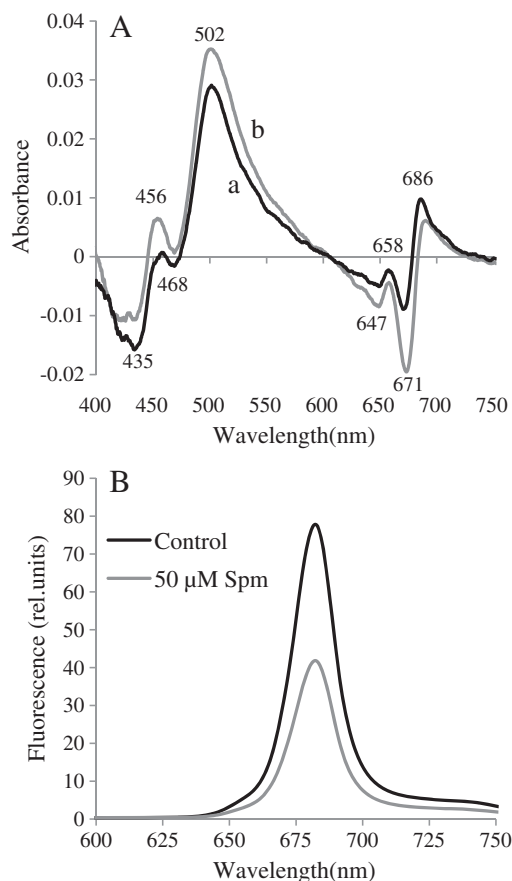 A
0.04
0.03
0.02
0.01
0
-0.01
-0.02
Absorbance
502
456
b
a
468
435
686
658
647
671
400 450 500 550 600 650 700 750
Wavelength(nm)
B
90
80
70
60
50
40
30
20
10
0
Fluorescence (rel.units)
Control
50 µM Spm
600 625 650 675 700 725 750
Wavelength(nm)